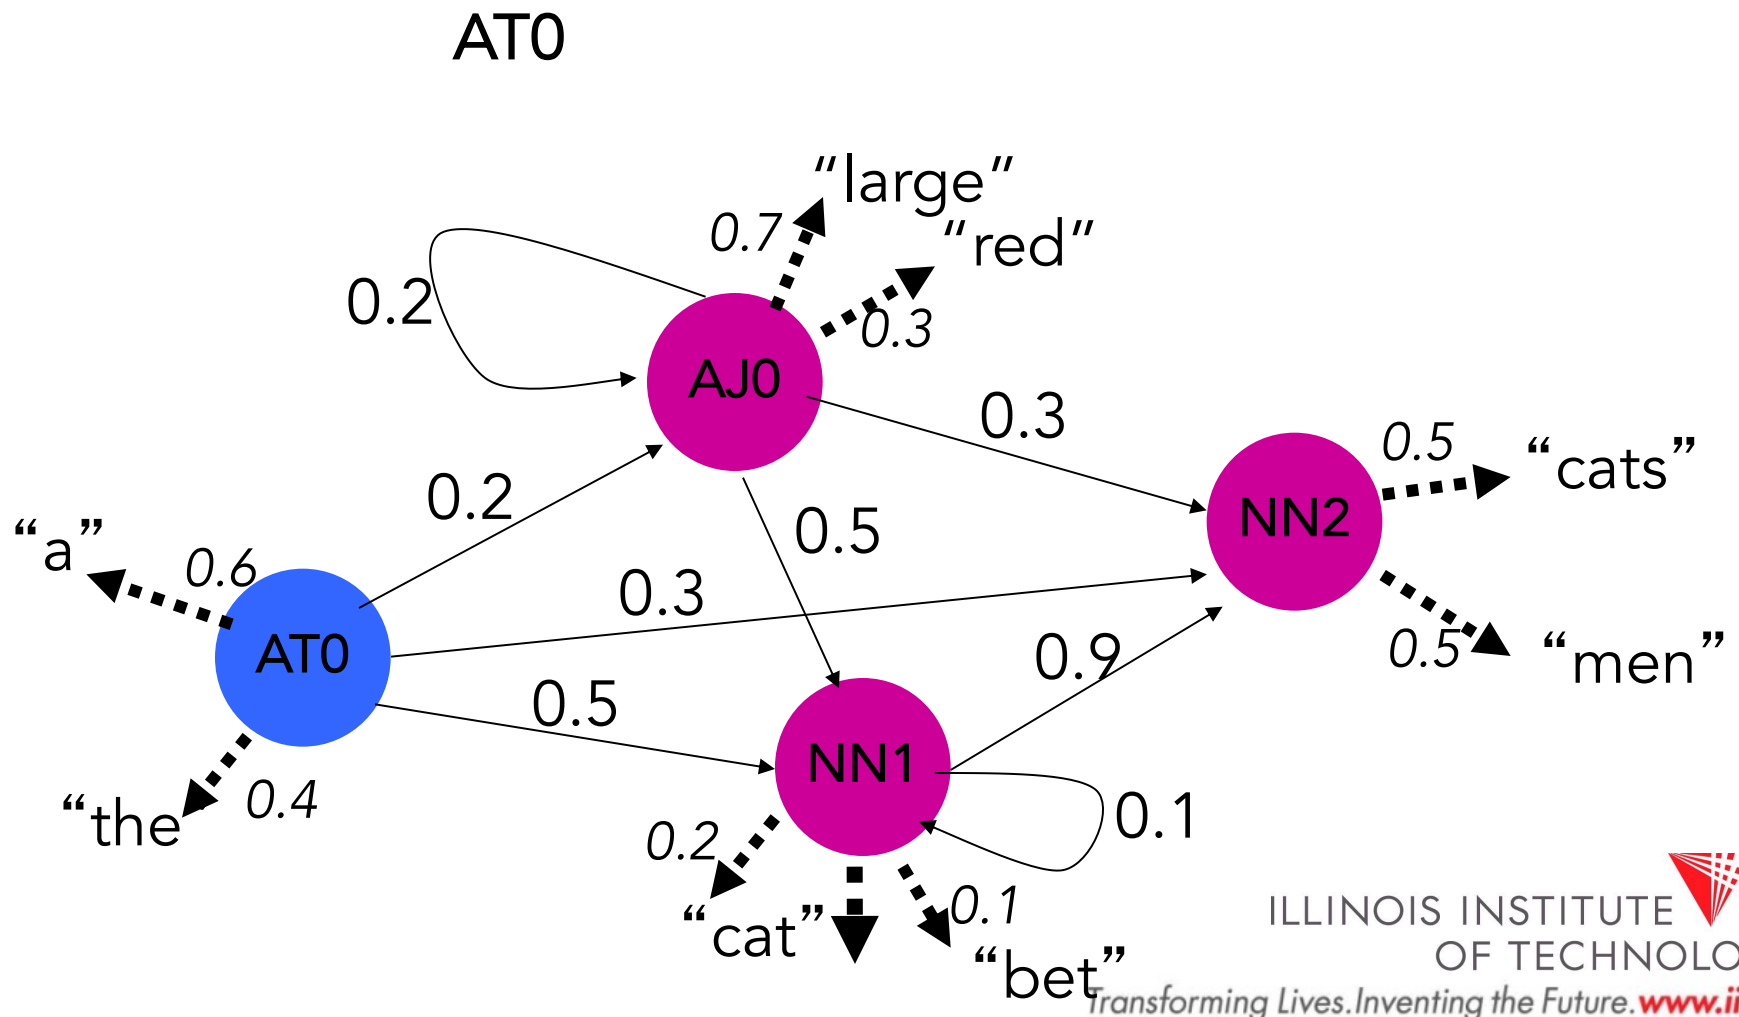 AT0
“large”
0.7
“red”
0.2
0.3
AJ0
0.3
0.5
“cats”
0.2
0.5
NN2
“a”
0.6
0.3
AT0
0.9
0.5
“men”
0.5
NN1
“the
0.4
0.2
0.1
“cat”
0.1
“bet”
ILLINOIS INSTITUTE
OF TECHNOLO
Transforming Lives.Inventing the Future.www.ii